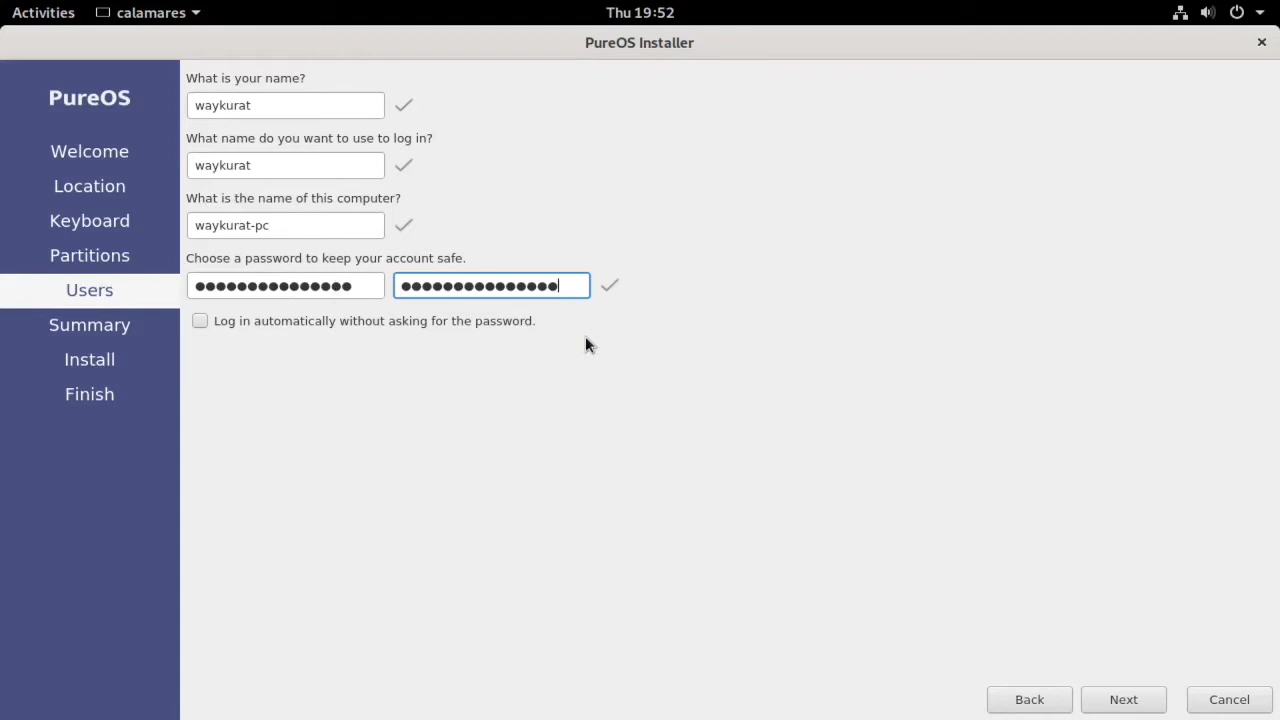 Activities calamares Thu 19:52
PureOS Installer
PureOS
Welcome
Location
Keyboard
Partitions
Users
Summary
Install
Finish
What is your name?
waykurat
What name do you want to use to log in?
waykurat
What is the name of this computer?
waykurat-pc
Choose a password to keep your account safe.
●●●●●●●●●●●●●●● ●●●●●●●●●●●●●●●
Log in automatically without asking for the password.
Back Next Cancel